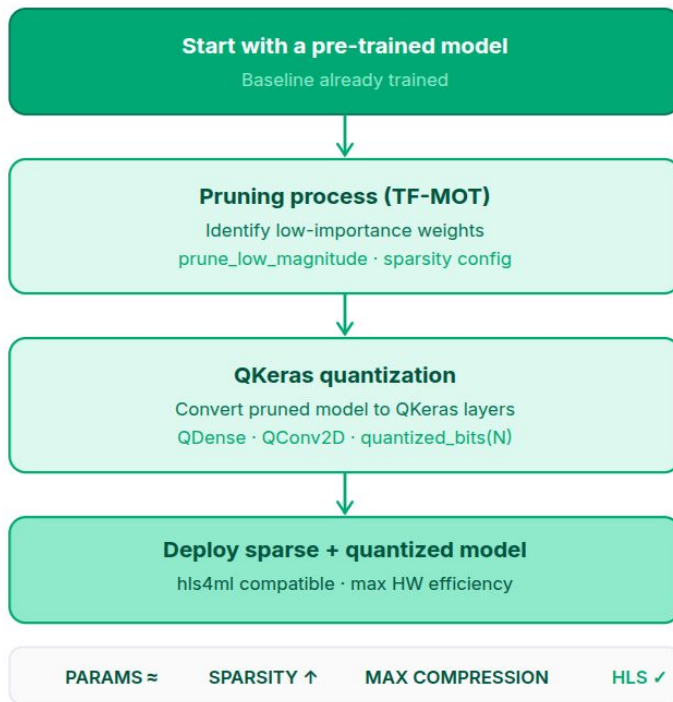 Start with a pre-trained model
Baseline already trained
Pruning process (TF-MOT)
Identify low-importance weights
prune_low_magnitude · sparsity config
QKeras quantization
Convert pruned model to QKeras layers
QDense · QConv2D · quantized_bits(N)
Deploy sparse + quantized model
hls4ml compatible · max HW efficiency
PARAMS ≈ SPARSITY ↑ MAX COMPRESSION HLS ✓